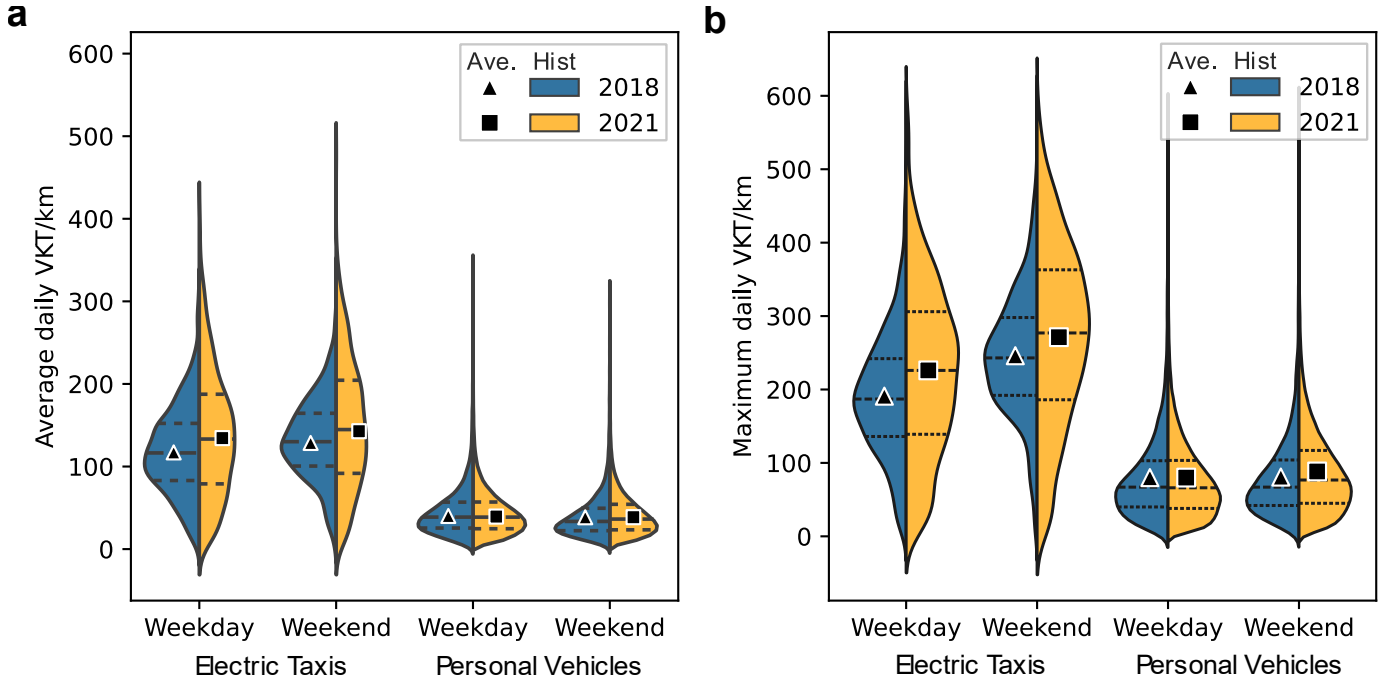 a
Average daily VKT/km
600
500
400
300
200
100
0
Ave. Hist
2018
2021
Weekday Weekend Weekday Weekend
Electric Taxis Personal Vehicles
b
Maximum daily VKT/km
600
500
400
300
200
100
0
Ave. Hist
2018
2021
Weekday Weekend Weekday Weekend
Electric Taxis Personal Vehicles